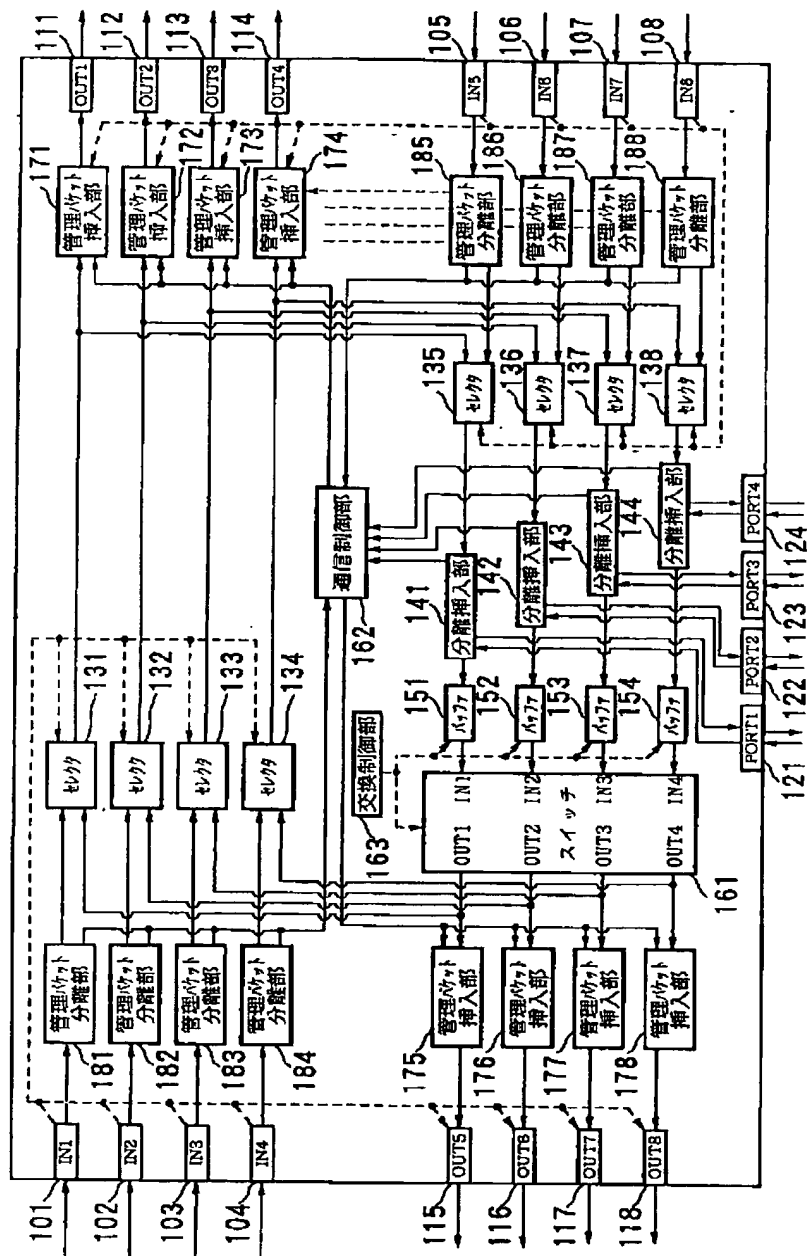 101
IN1
102
IN2
103
IN3
104
IN4
181
管理パケット
分離部
182
管理パケット
分離部
183
管理パケット
分離部
184
管理パケット
分離部
セレクタ
131
セレクタ
132
セレクタ
133
セレクタ
134
171
管理パケット
挿入部
172
管理パケット
挿入部
173
管理パケット
挿入部
174
管理パケット
挿入部
OUT1
111
OUT2
112
OUT3
113
OUT4
114
通信制御部
162
交換制御部
163
115
OUT5
116
OUT6
117
OUT7
118
OUT8
175
管理パケット
挿入部
176
管理パケット
挿入部
177
管理パケット
挿入部
178
管理パケット
挿入部
OUT1 IN1
OUT2 IN2
スイッチ
OUT3 IN3
OUT4 IN4
161
151
バッファ
152
バッファ
153
バッファ
154
バッファ
141
分離挿入部
142
分離挿入部
143
分離挿入部
144
分離挿入部
135
セレクタ
136
セレクタ
137
セレクタ
138
セレクタ
185
管理パケット
分離部
186
管理パケット
分離部
187
管理パケット
分離部
188
管理パケット
分離部
IN5
105
IN6
106
IN7
107
IN8
108
PORT1
121
PORT2
122
PORT3
123
PORT4
124